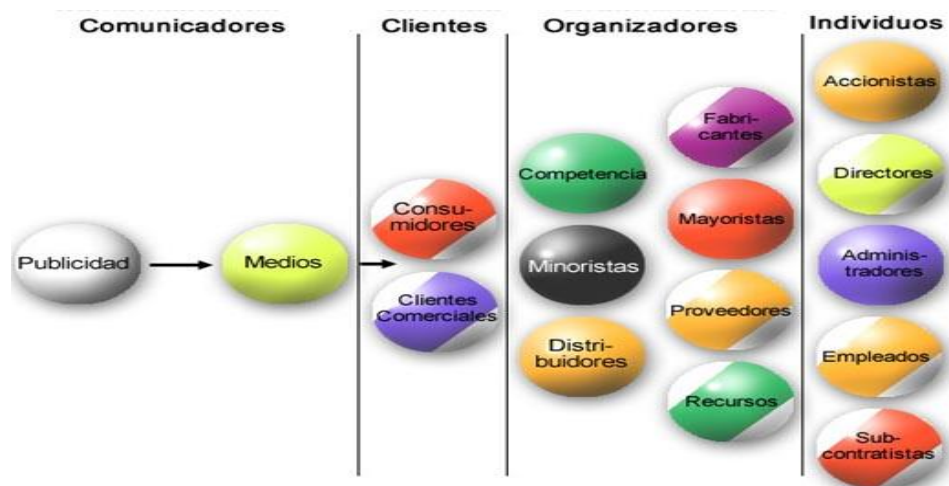 Comunicadores
Clientes
Organizadores
Individuos
Publicidad
Medios
Consu-
midores
Clientes
Comerciales
Competencia
Minoristas
Distri-
buidores
Fabri-
cantes
Mayoristas
Proveedores
Recursos
Accionistas
Directores
Adminis-
tradores
Empleados
Sub-
contratistas